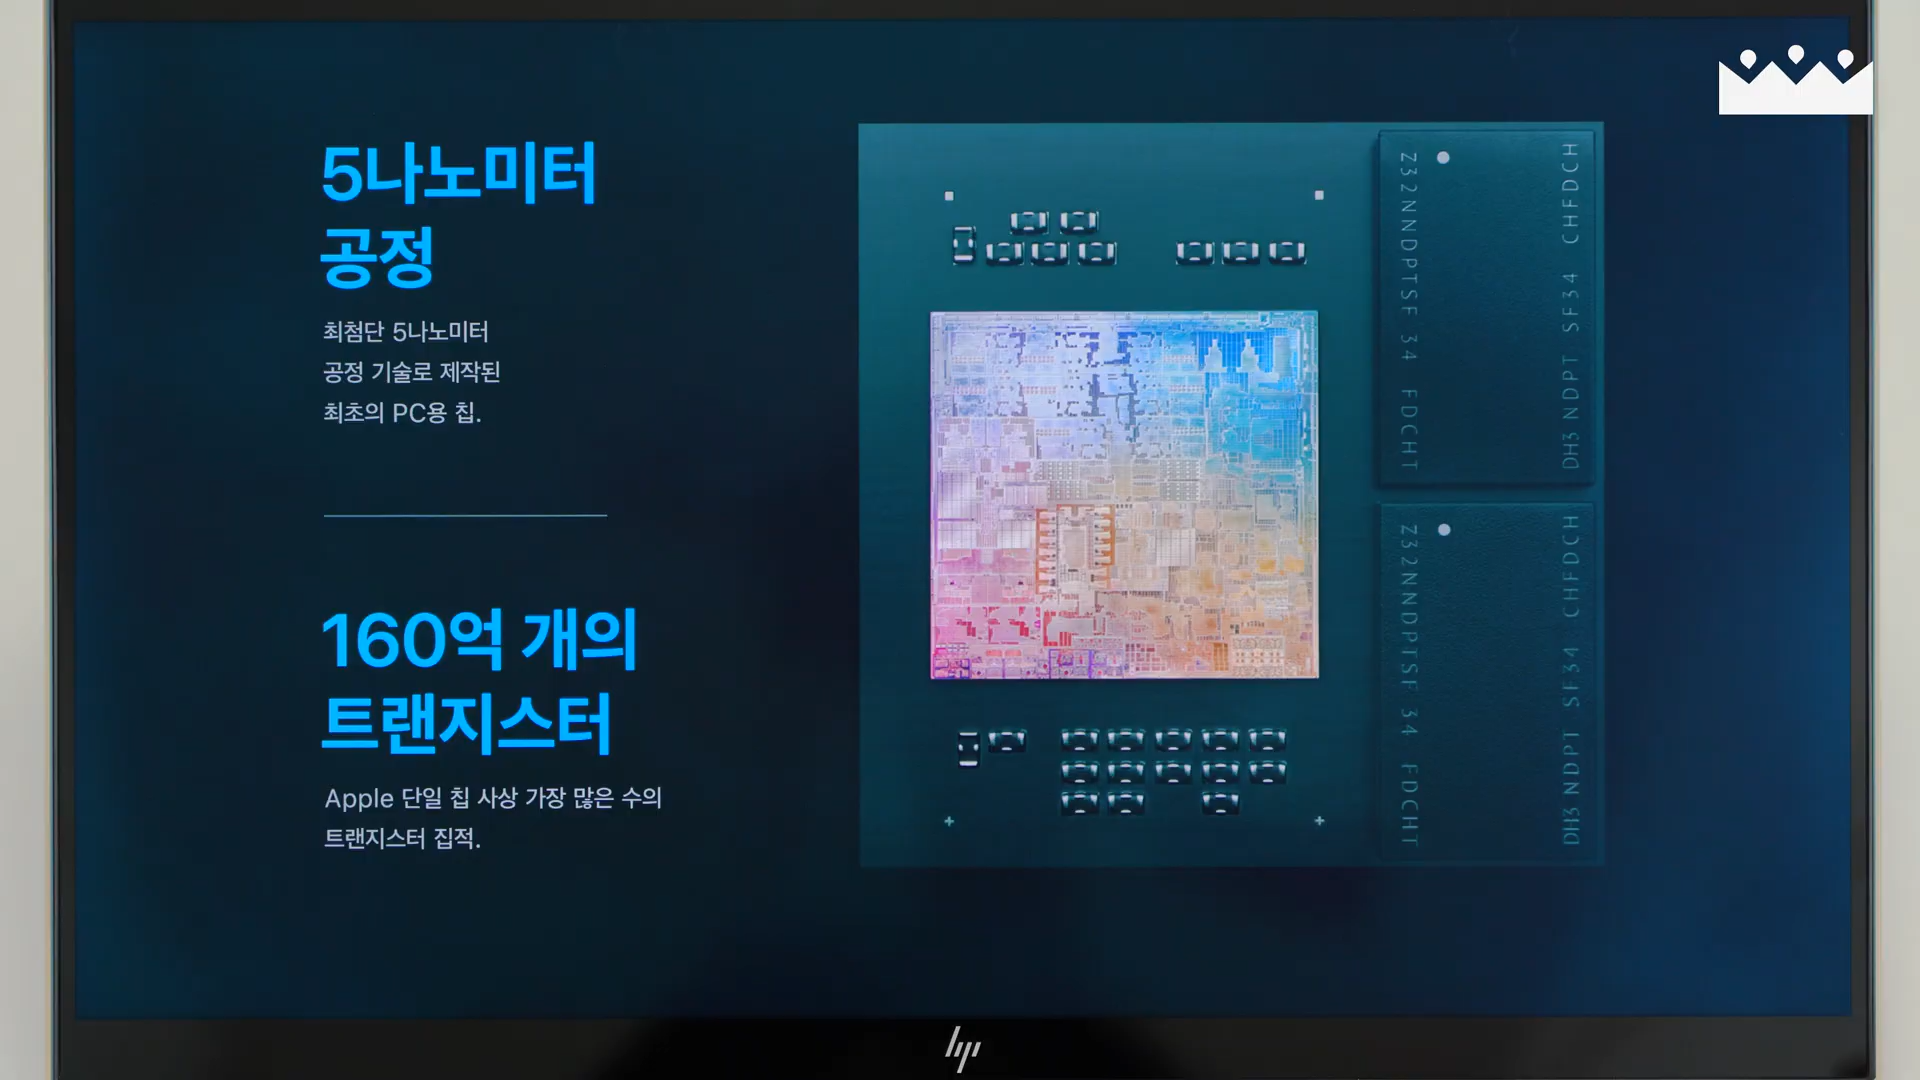 5나노미터
공정
최첨단 5나노미터
공정 기술로 제작된
최초의 PC용 칩.
160억 개의
트랜지스터
Apple 단일 칩 사상 가장 많은 수의
트랜지스터 집적.
Z32NNDPTSF 34 FDCHT
CHFDCH
SF34
NDPT
Z32NNDPTSF 34 FDCHT
CHFDCH
SF34
NDPT
hp